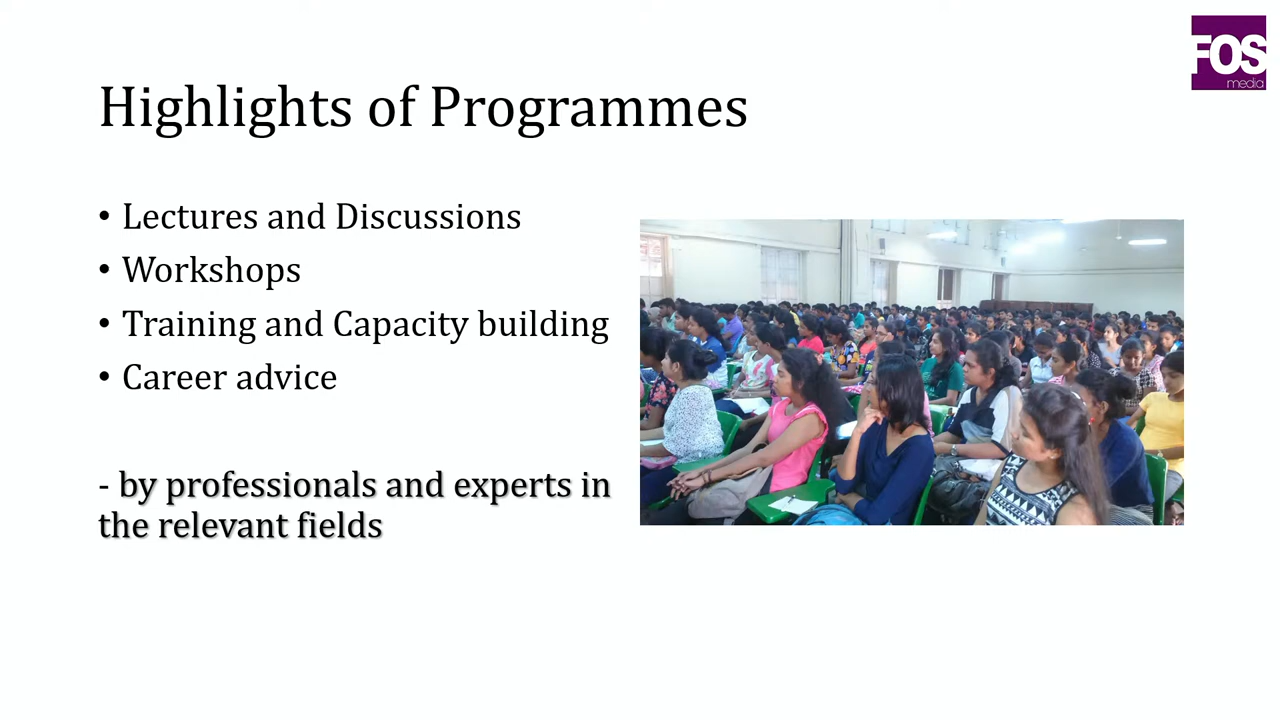 FOS
media
Highlights of Programmes
• Lectures and Discussions
• Workshops
• Training and Capacity building
• Career advice
- by professionals and experts in
the relevant fields